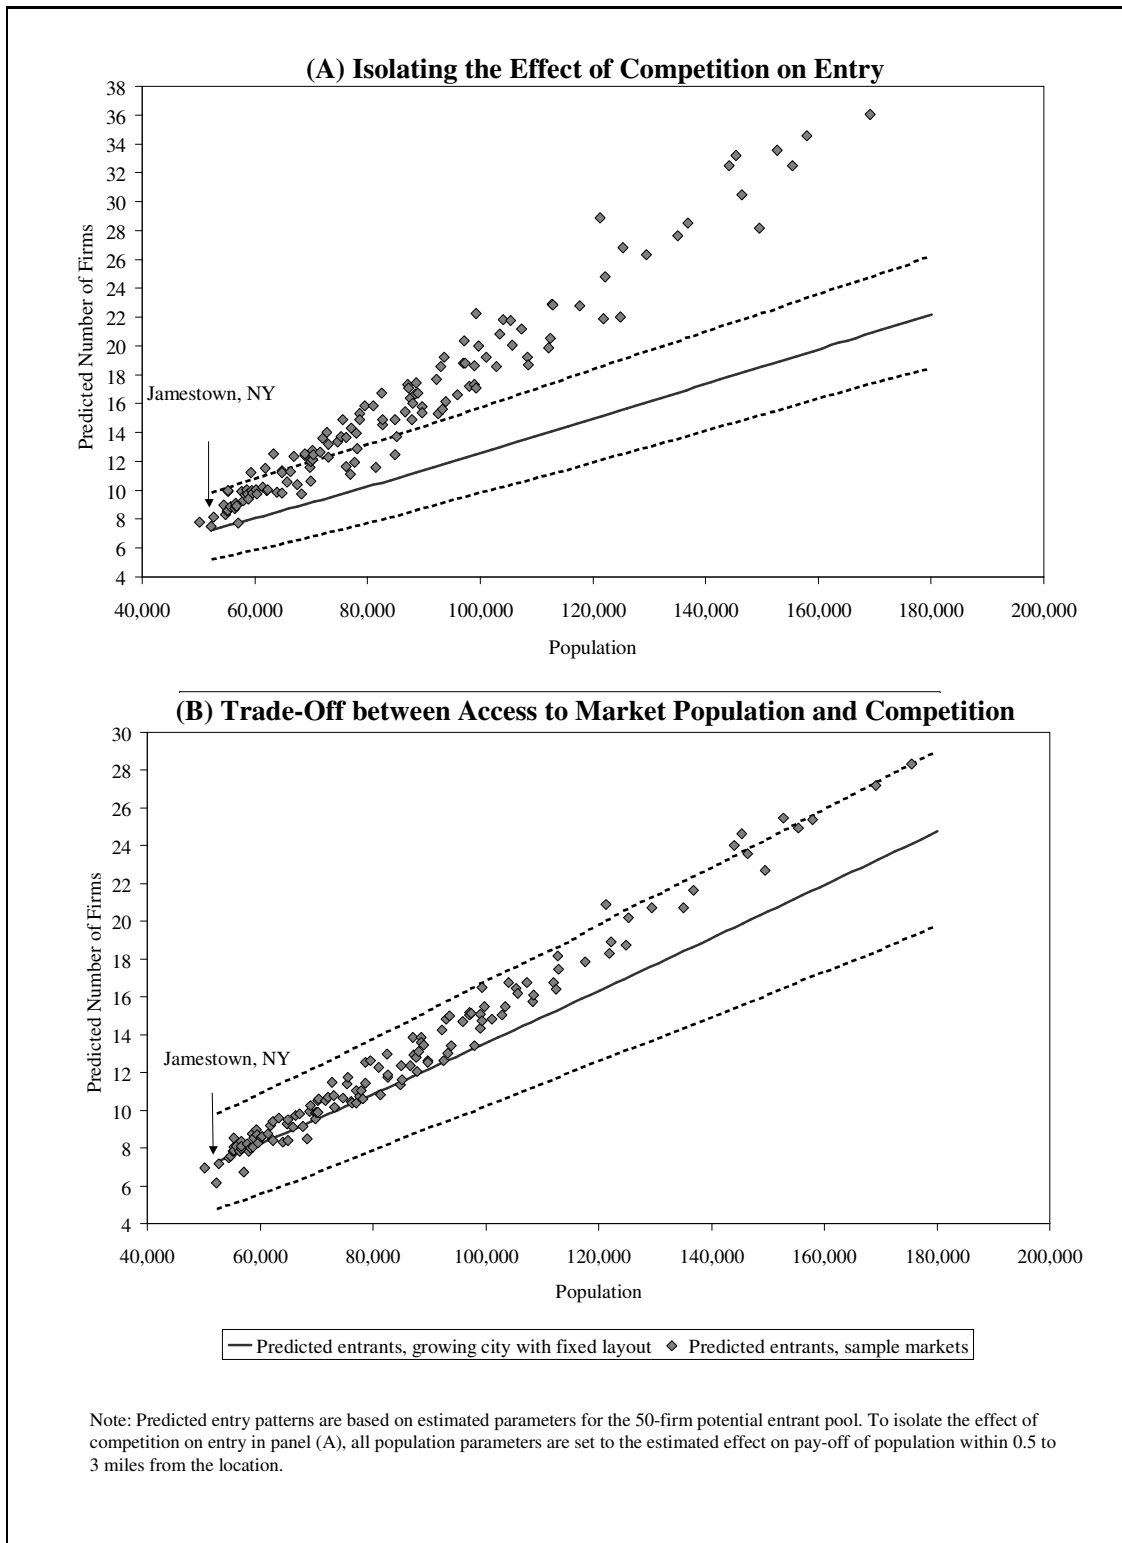 (A) Isolating the Effect of Competition on Entry
38
36
34
32
30
28
26
24
22
20
18
16
14
12
10
8
6
4
Predicted Number of Firms
Jamestown, NY
40,000 60,000 80,000 100,000 120,000 140,000 160,000 180,000 200,000
Population
(B) Trade-Off between Access to Market Population and Competition
30
28
26
24
22
20
18
16
14
12
10
8
6
4
Predicted Number of Firms
Jamestown, NY
40,000 60,000 80,000 100,000 120,000 140,000 160,000 180,000 200,000
Population
Predicted entrants, growing city with fixed layout Predicted entrants, sample markets
Note: Predicted entry patterns are based on estimated parameters for the 50-firm potential entrant pool. To isolate the effect of
competition on entry in panel (A), all population parameters are set to the estimated effect on pay-off of population within 0.5 to
3 miles from the location.